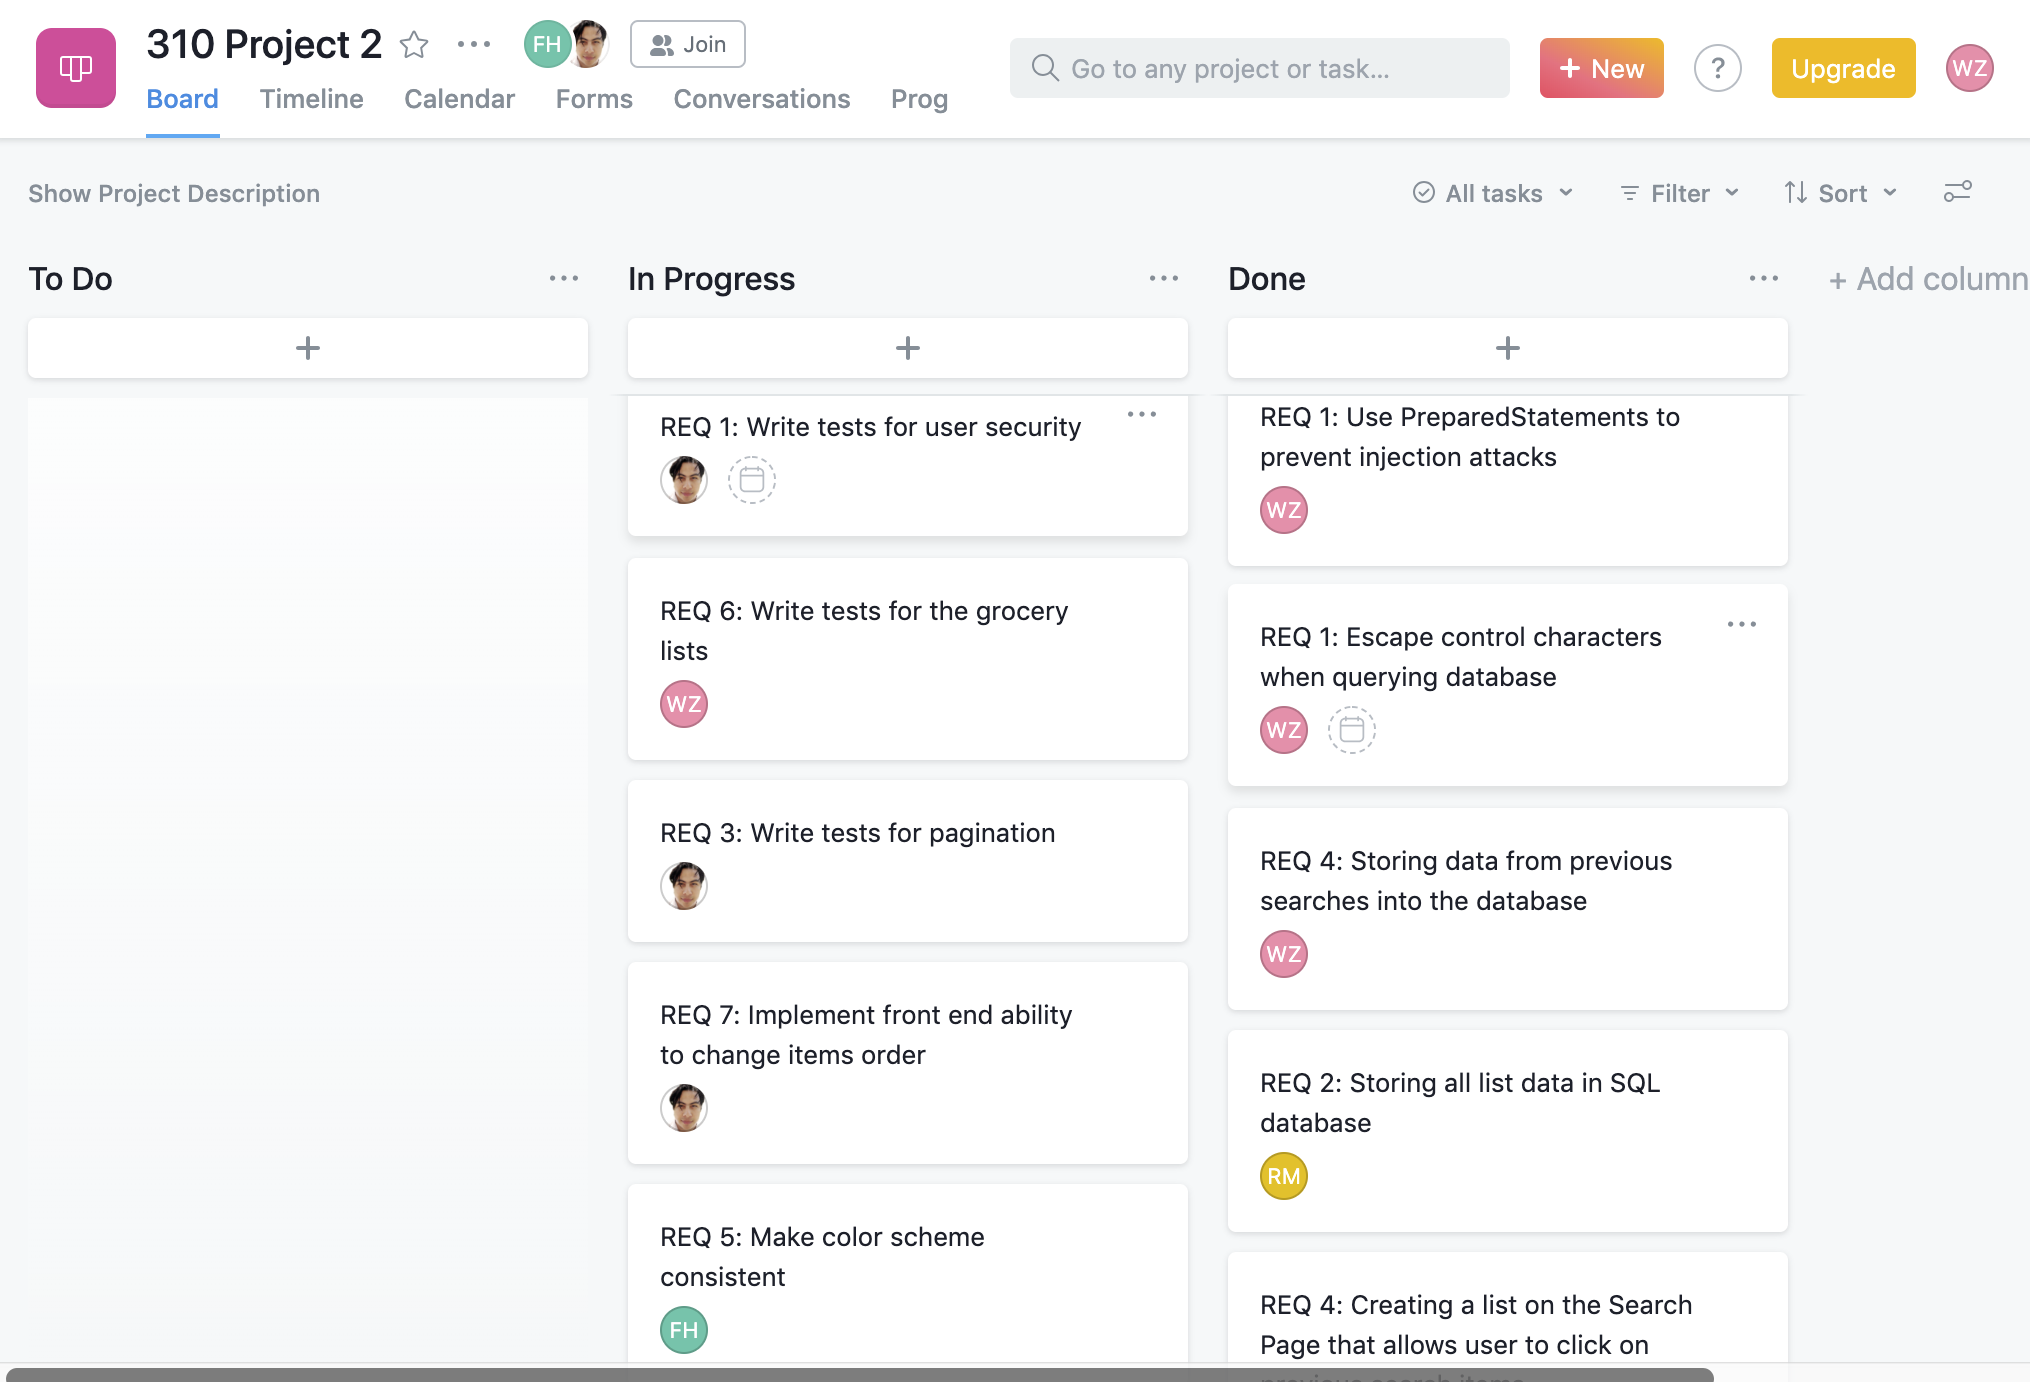 310 Project 2
FH
Join
Go to any project or task...
+ New
?
Upgrade
WZ
Board
Timeline
Calendar
Forms
Conversations
Prog
Show Project Description
All tasks
Filter
Sort
To Do
+
In Progress
+
REQ 1: Write tests for user security
REQ 6: Write tests for the grocery
lists
WZ
REQ 3: Write tests for pagination
REQ 7: Implement front end ability
to change items order
REQ 5: Make color scheme
consistent
FH
Done
+
REQ 1: Use PreparedStatements to
prevent injection attacks
WZ
REQ 1: Escape control characters
when querying database
WZ
REQ 4: Storing data from previous
searches into the database
WZ
REQ 2: Storing all list data in SQL
database
RM
REQ 4: Creating a list on the Search
Page that allows user to click on
+ Add column